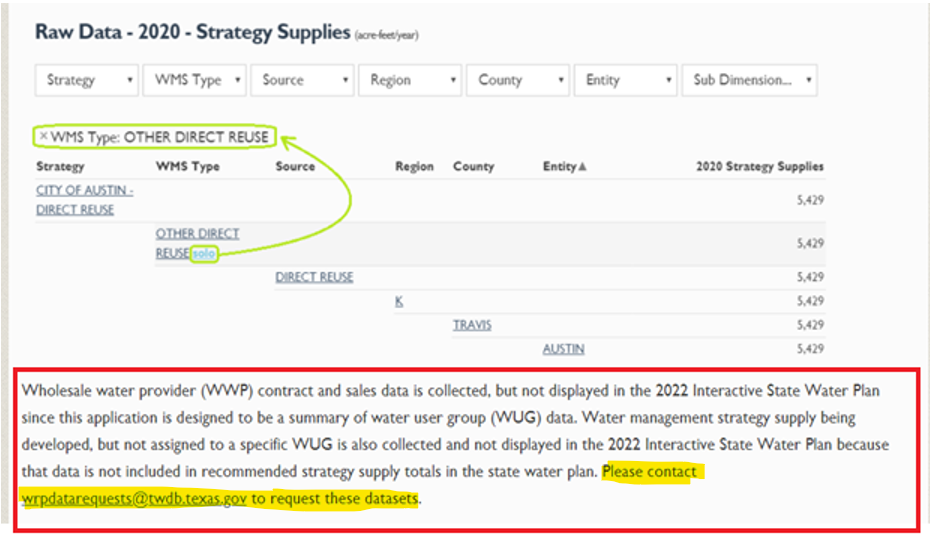 Raw Data - 2020 - Strategy Supplies (acre-feet/year)
Strategy WMS Type Source Region County Entity Sub Dimension...
× WMS Type: OTHER DIRECT REUSE
Strategy WMS Type Source Region County Entity▲ 2020 Strategy Supplies
CITY OF AUSTIN -
DIRECT REUSE 5,429
OTHER DIRECT
REUSE solo 5,429
DIRECT REUSE 5,429
K 5,429
TRAVIS 5,429
AUSTIN 5,429
Wholesale water provider (WWP) contract and sales data is collected, but not displayed in the 2022 Interactive State Water Plan
since this application is designed to be a summary of water user group (WUG) data. Water management strategy supply being
developed, but not assigned to a specific WUG is also collected and not displayed in the 2022 Interactive State Water Plan because
that data is not included in recommended strategy supply totals in the state water plan. Please contact
wrpdatarequests@twdb.texas.gov to request these datasets.